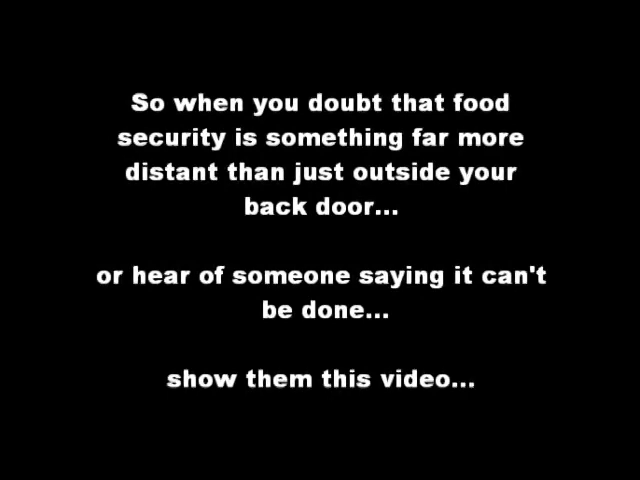 So when you doubt that food
security is something far more
distant than just outside your
back door...
or hear of someone saying it can't
be done...
show them this video...